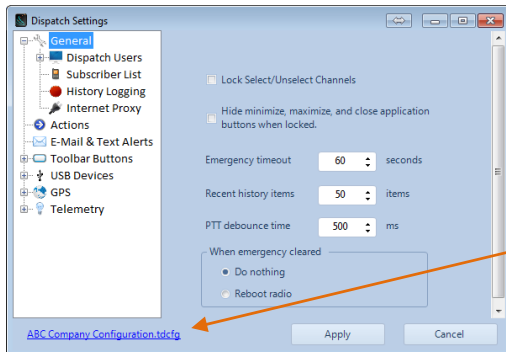 Dispatch Settings
General
Dispatch Users
Subscriber List
History Logging
Internet Proxy
Actions
E-Mail & Text Alerts
Toolbar Buttons
USB Devices
GPS
Telemetry
Lock Select/Unselect Channels
Hide minimize, maximize, and close application
buttons when locked.
Emergency timeout 60 seconds
Recent history items 50 items
PTT debounce time 500 ms
When emergency cleared
Do nothing
Reboot radio
ABC Company Configuration.tdcfg
Apply Cancel